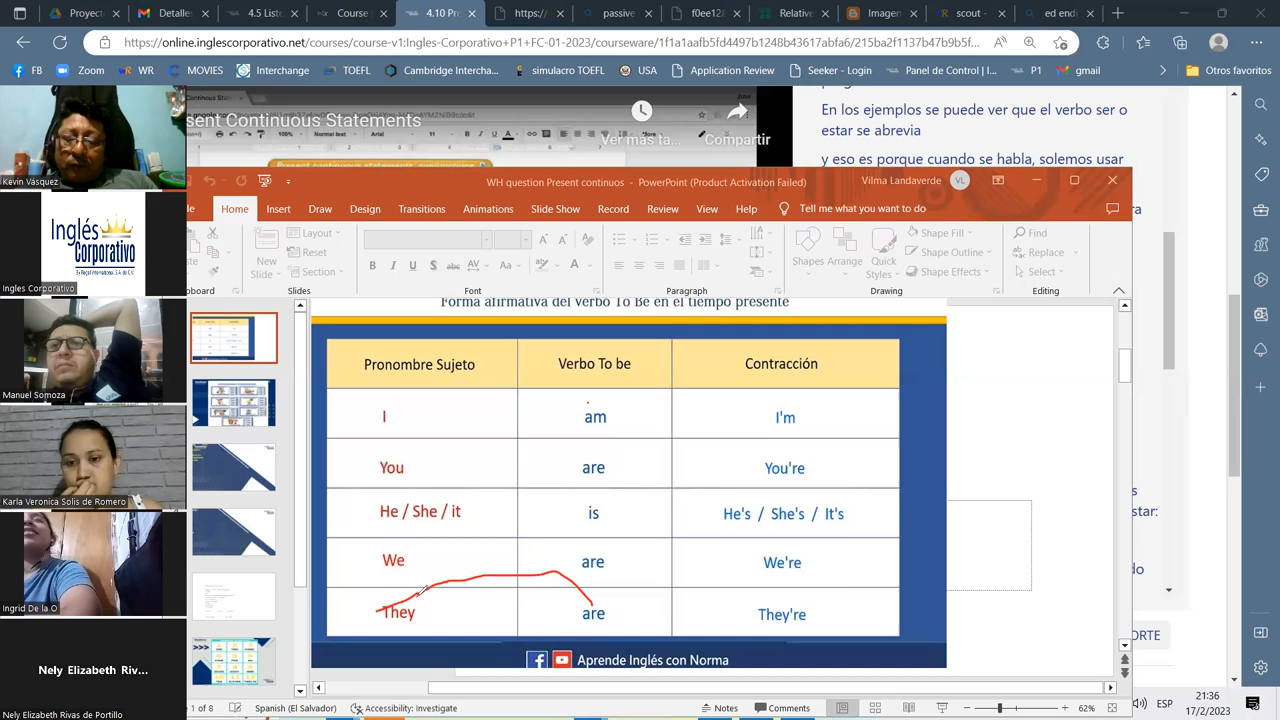 Detalle
4.5 Liste
4.10 Pre
https://
passive
f0ee128
Relative
Imagen
scout -
ed endi
https://online.inglescorporativo.net/courses/course-v1:Ingles-Corporativo+P1+FC-01-2023/courseware/1f1a1aafb5fd4497b1248b43617abfa6/215ba2f1137b47b9b5f...
FB
Zoom
WR
MOVIES
Interchange
TOEFL
Cambridge Intercha...
simulacro TOEFL
USA
Application Review
Seeker - Login
Panel de Control | I...
P1
gmail
Otros favoritos
esent Continuous Statements
Ver más ta...
Compartir
En los ejemplos se puede ver que el verbo ser o
estar se abrevia
y eso es porque cuando se habla, solemos usar
WH question Present continuos - PowerPoint (Product Activation Failed)
Vilma Landaverde
VL
Home
Insert
Draw
Design
Transitions
Animations
Slide Show
Record
Review
View
Help
Tell me what you want to do
New
Slide
Layout
Reset
Section
Shapes
Arrange
Quick
Styles
Shape Fill
Shape Outline
Shape Effects
Find
Replace
Select
pboard
Slides
Font
Paragraph
Drawing
Editing
Forma afirmativa del verbo To Be en el tiempo presente
Pronombre Sujeto Verbo To be Contracción
I am I'm
You are You're
He / She / it is He's / She's / It's
We are We're
They are They're
Aprende Inglés con Norma
Kevin Vásquez
Inglés
Corporativo
Ingles Corporativo
Manuel Somoza
Karla Veronica Solis de Romero
Ingrid De la O
Nely Elizabeth Riv...
Nely Elizabeth Rivas de Portillo
estar:
ORTE
1 of 8
Spanish (El Salvador)
Accessibility: Investigate
Notes
Comments
62%
ESP
21:36
17/2/2023